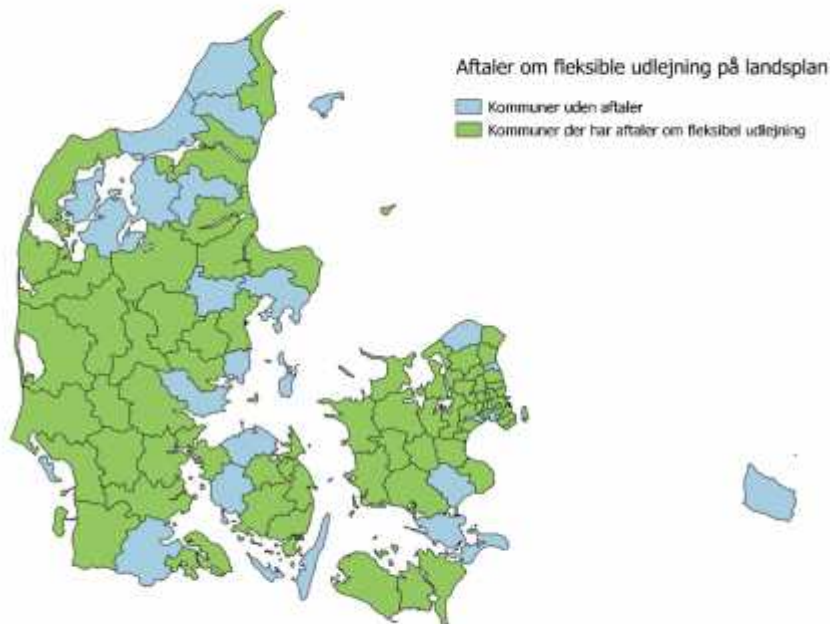 Aftaler om fleksible udlejning på landsplan
Kommuner uden aftaler
Kommuner der har aftaler om fleksibel udlejning